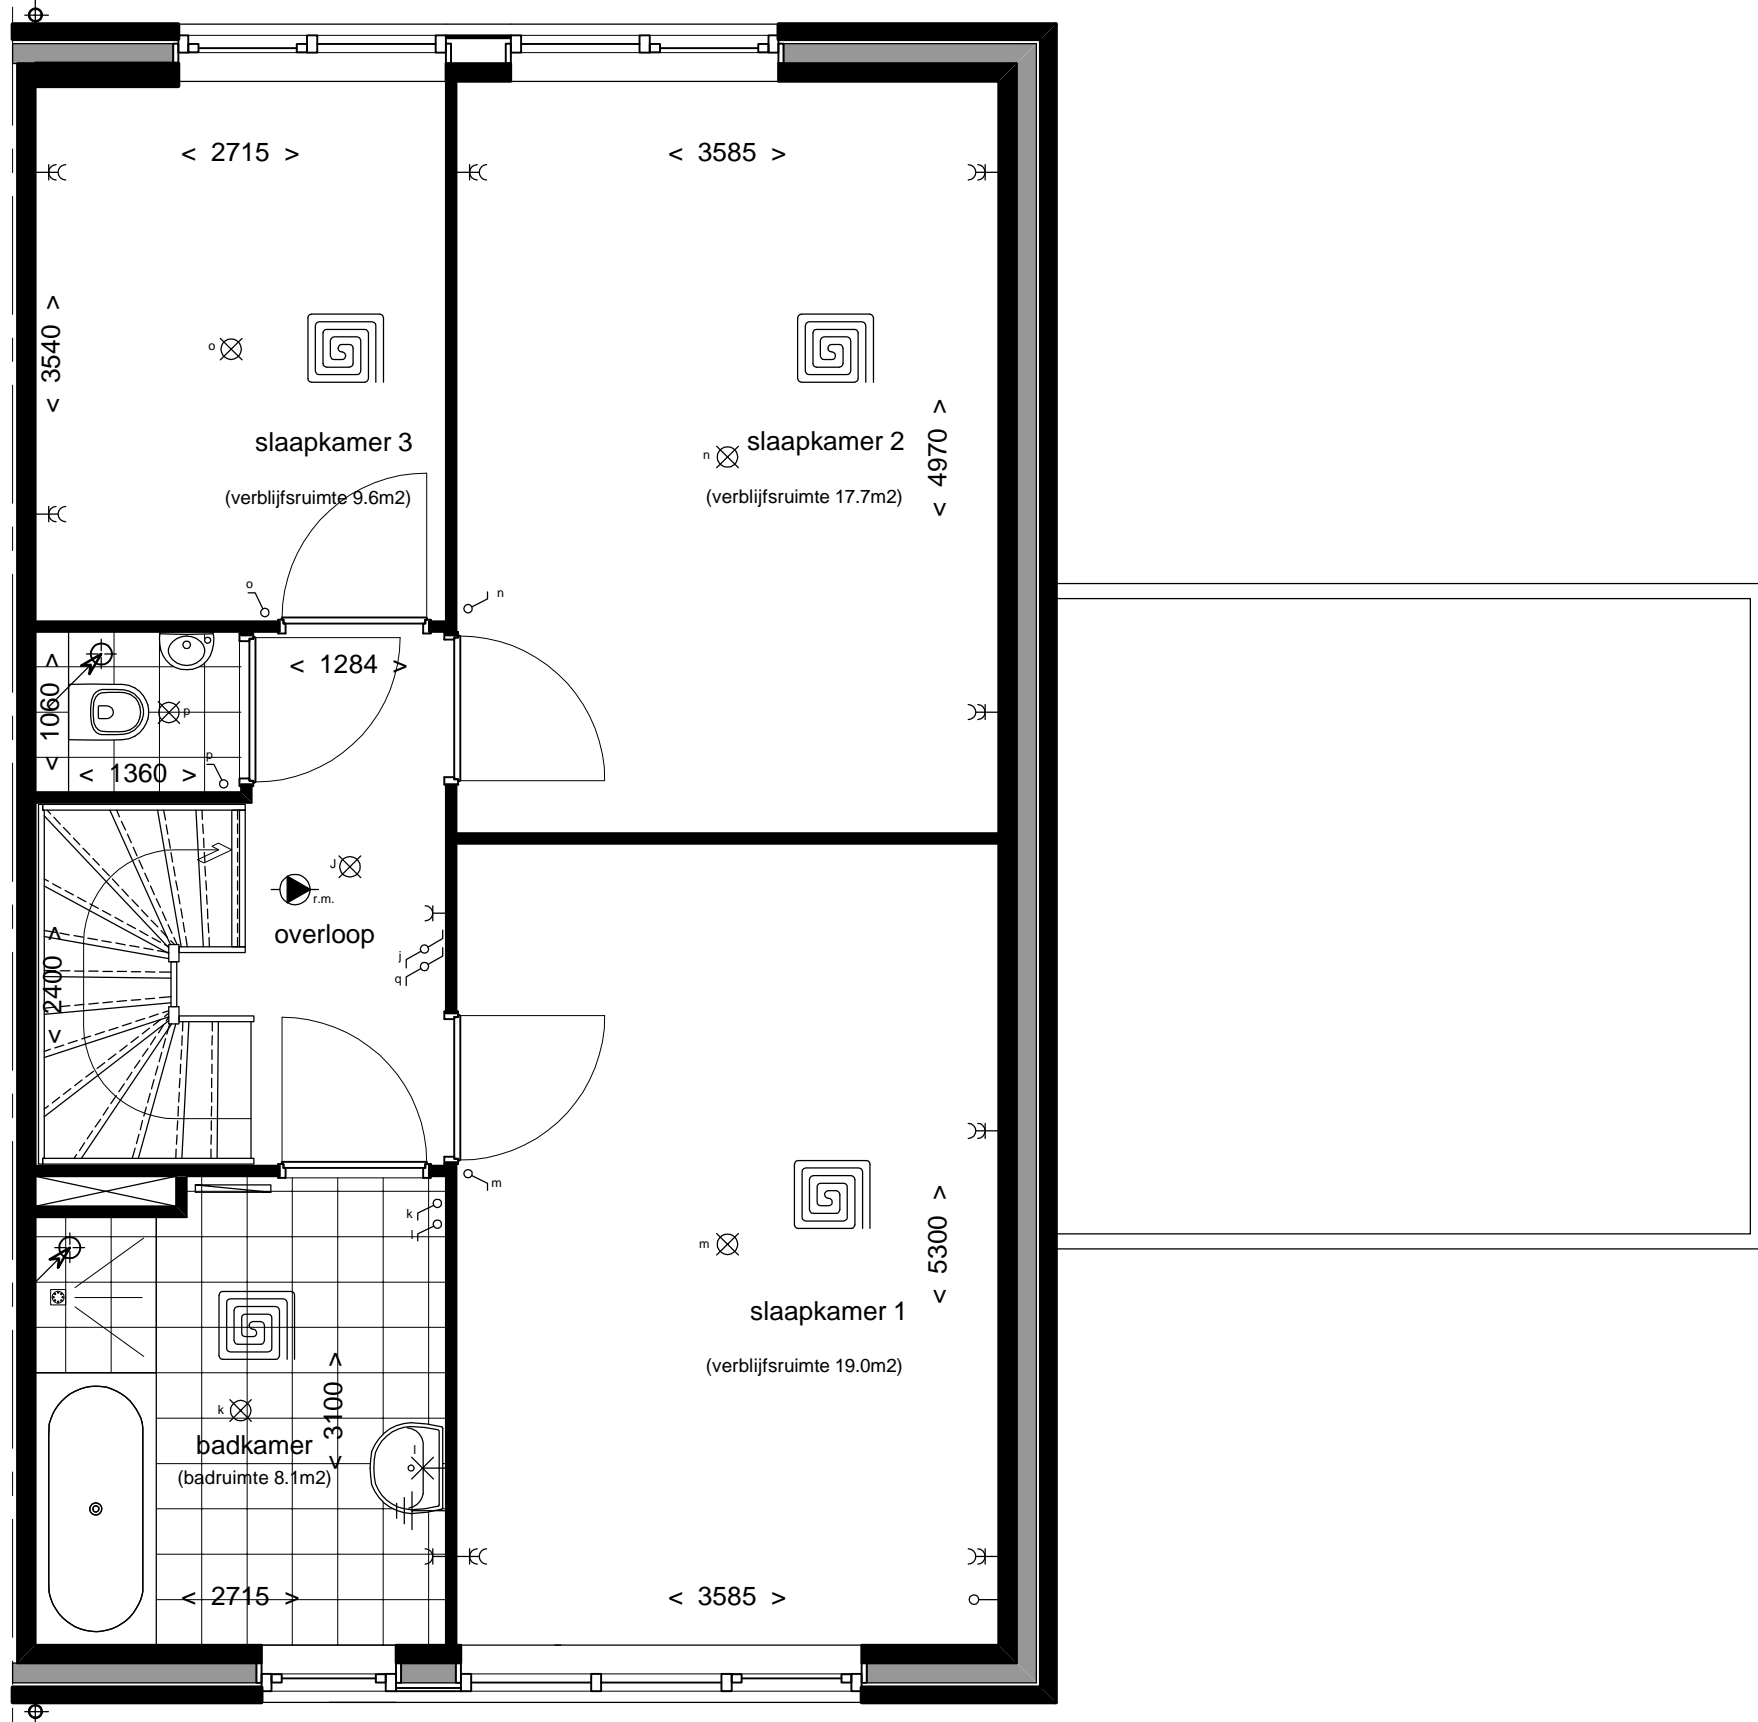 < 2715 >
< 3585 >
< 3540 >
o
slaapkamer 3
(verblijfsruimte 9.6m2)
n
slaapkamer 2
(verblijfsruimte 17.7m2)
< 4970 >
o
n
< 1284 >
< 1060 >
p
p
< 1360 >
J
r.m.
overloop
j
q
< 2400 >
m
k
l
m
< 5300 >
slaapkamer 1
(verblijfsruimte 19.0m2)
< 3100 >
k
badkamer
(badruimte 8.1m2)
l
< 2715 >
< 3585 >